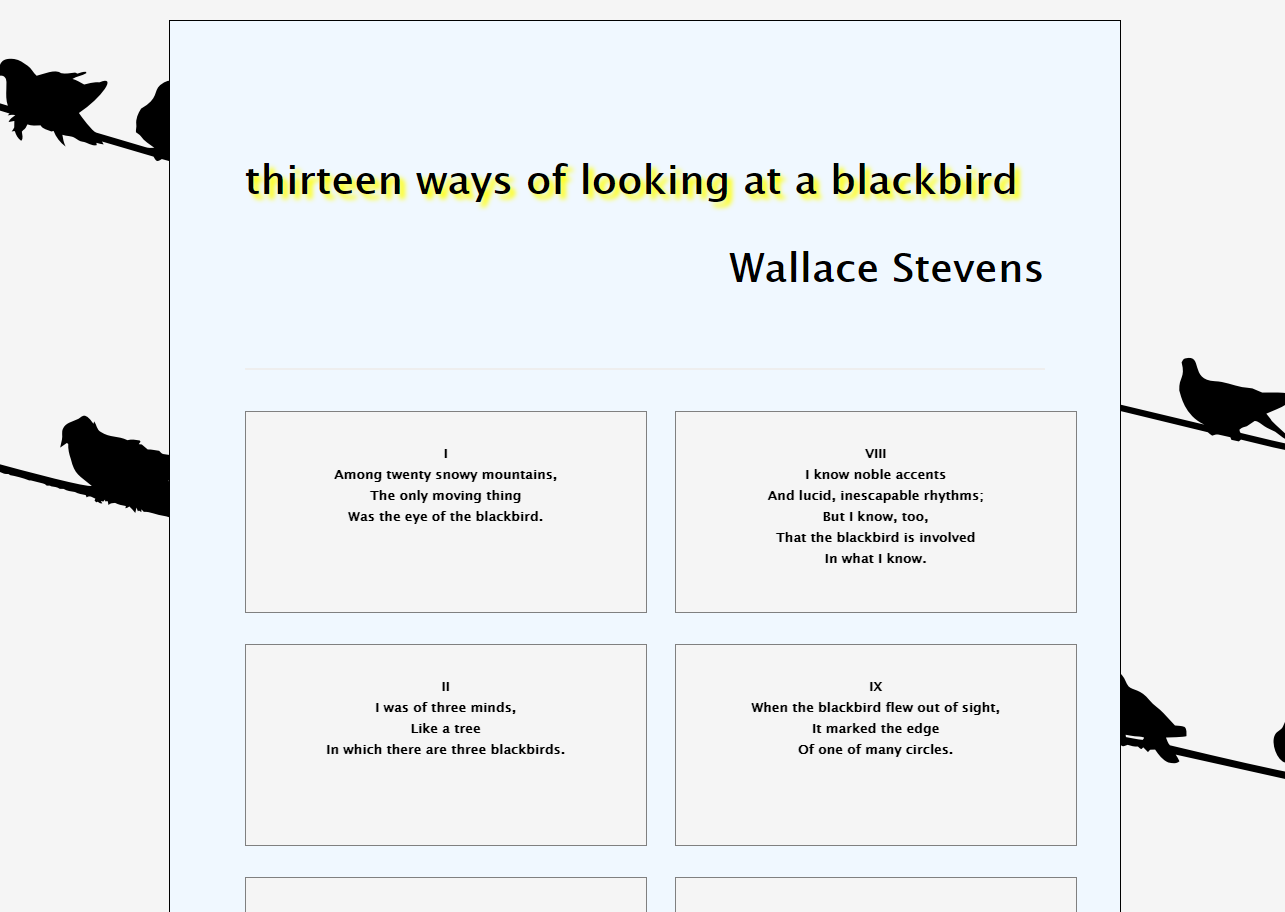 thirteen ways of looking at a blackbird
Wallace Stevens
I
Among twenty snowy mountains,
The only moving thing
Was the eye of the blackbird.
VIII
I know noble accents
And lucid, inescapable rhythms;
But I know, too,
That the blackbird is involved
In what I know.
II
I was of three minds,
Like a tree
In which there are three blackbirds.
IX
When the blackbird flew out of sight,
It marked the edge
Of one of many circles.